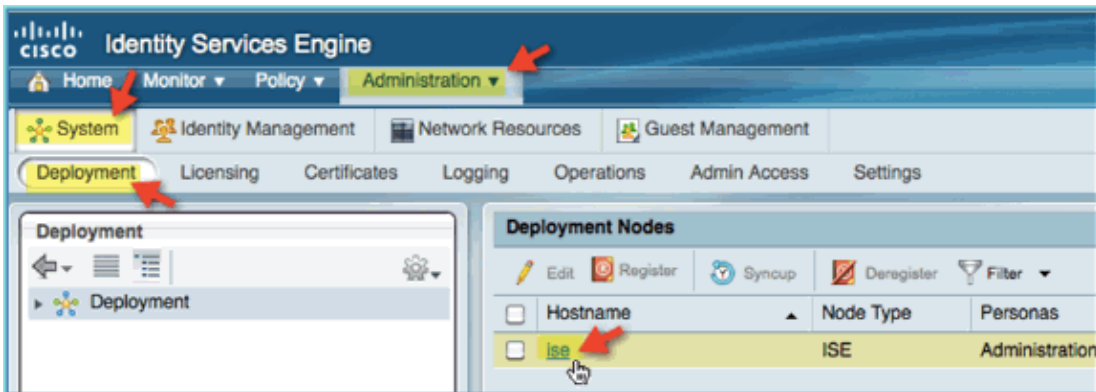 CISCO Identity Services Engine
Home Monitor Policy Administration
System Identity Management Network Resources Guest Management
Deployment Licensing Certificates Logging Operations Admin Access Settings
Deployment
Deployment
Deployment Nodes
Edit Register Syncup Deregister Filter
Hostname Node Type Personas
ise ISE Administration